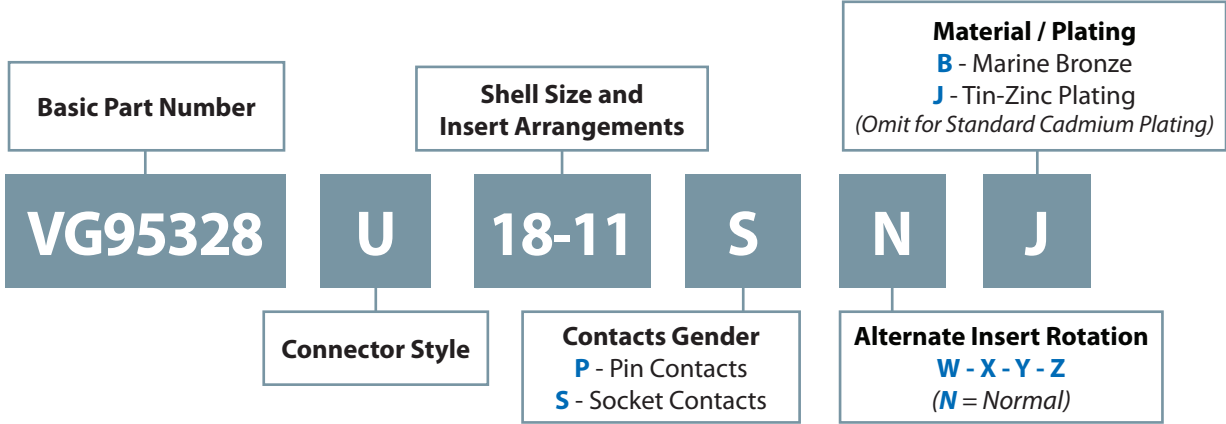 Basic Part Number
Shell Size and
Insert Arrangements
Material / Plating
B - Marine Bronze
J - Tin-Zinc Plating
(Omit for Standard Cadmium Plating)
VG95328 U 18-11 S N J
Connector Style
Contacts Gender
P - Pin Contacts
S - Socket Contacts
Alternate Insert Rotation
W - X - Y - Z
(N = Normal)